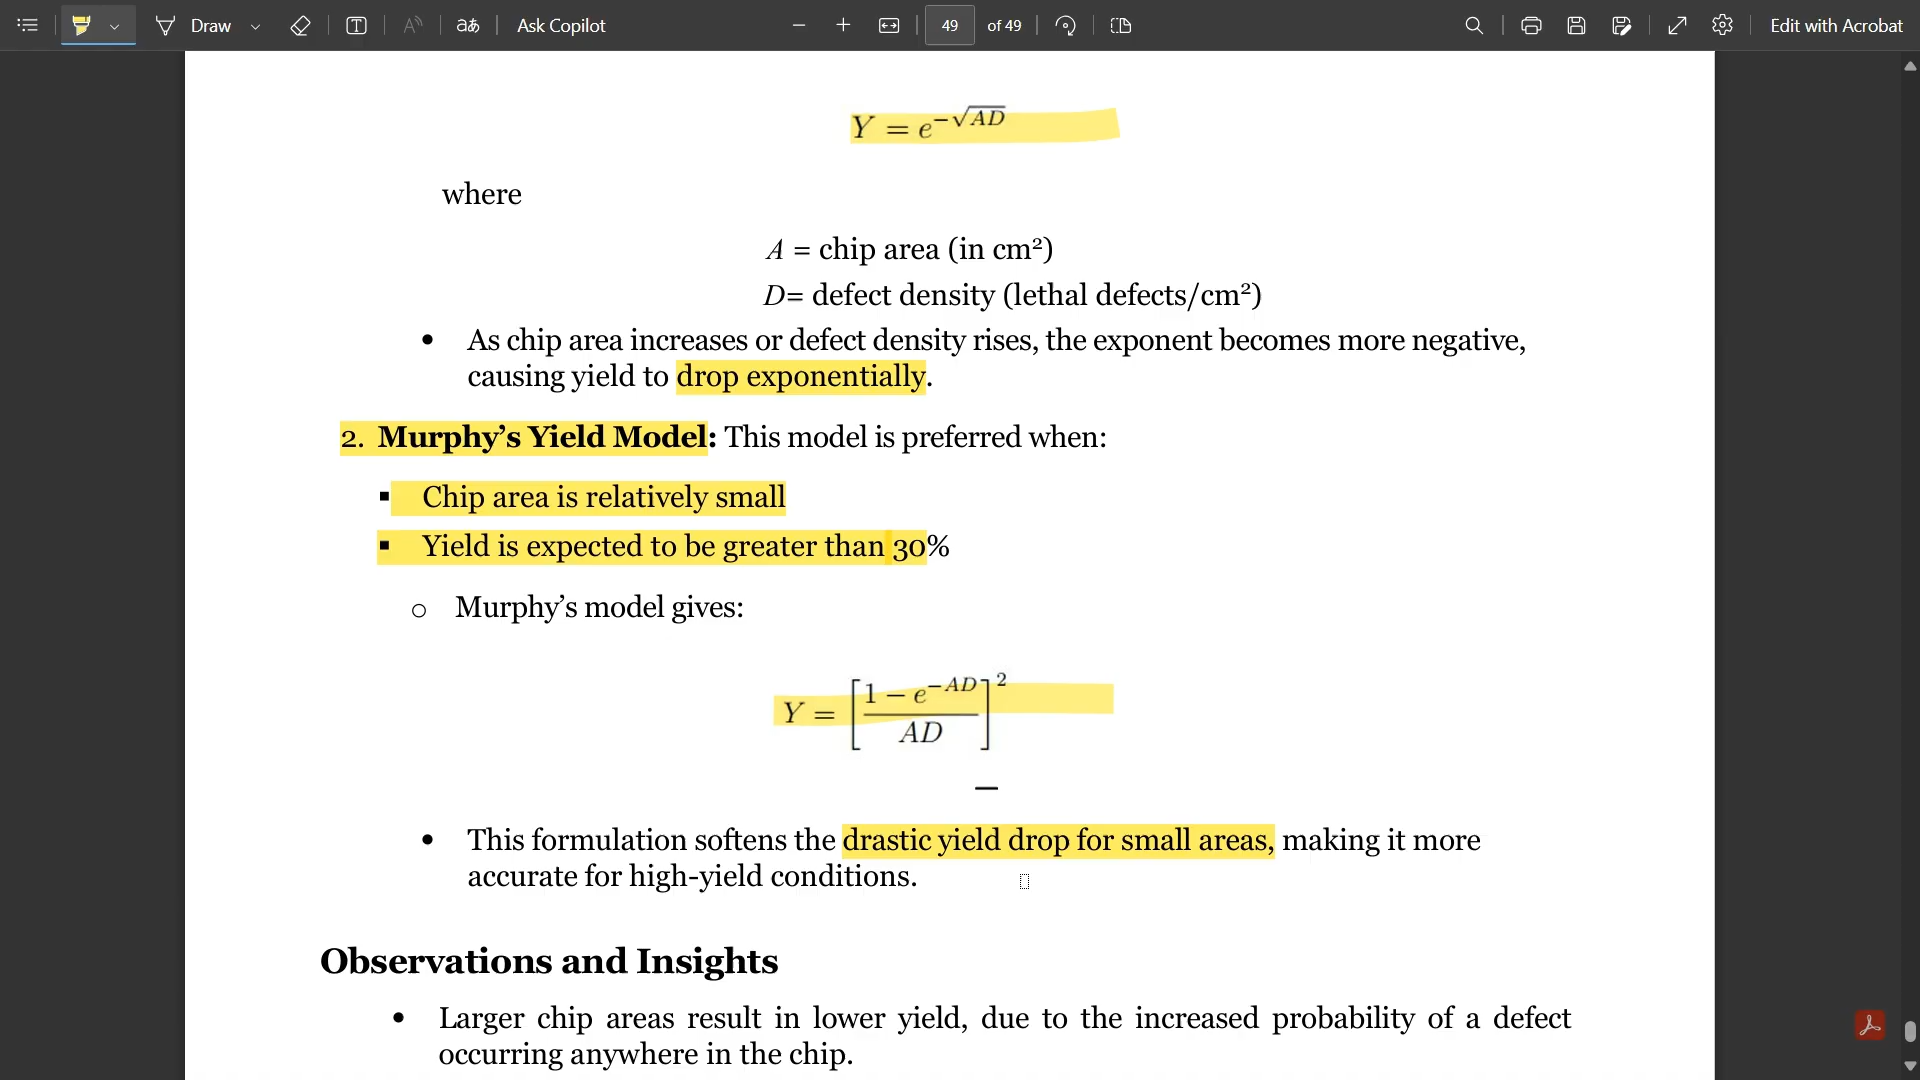 Draw
aあ
Ask Copilot
49 of 49
Edit with Acrobat
Y = e^{-√AD}
where
A = chip area (in cm²)
D= defect density (lethal defects/cm²)
• As chip area increases or defect density rises, the exponent becomes more negative,
causing yield to drop exponentially.
2. Murphy’s Yield Model: This model is preferred when:
▪ Chip area is relatively small
▪ Yield is expected to be greater than 30%
o Murphy’s model gives:
Y = [(1 − e^{−AD})/AD]²
• This formulation softens the drastic yield drop for small areas, making it more
accurate for high-yield conditions.
Observations and Insights
• Larger chip areas result in lower yield, due to the increased probability of a defect
occurring anywhere in the chip.